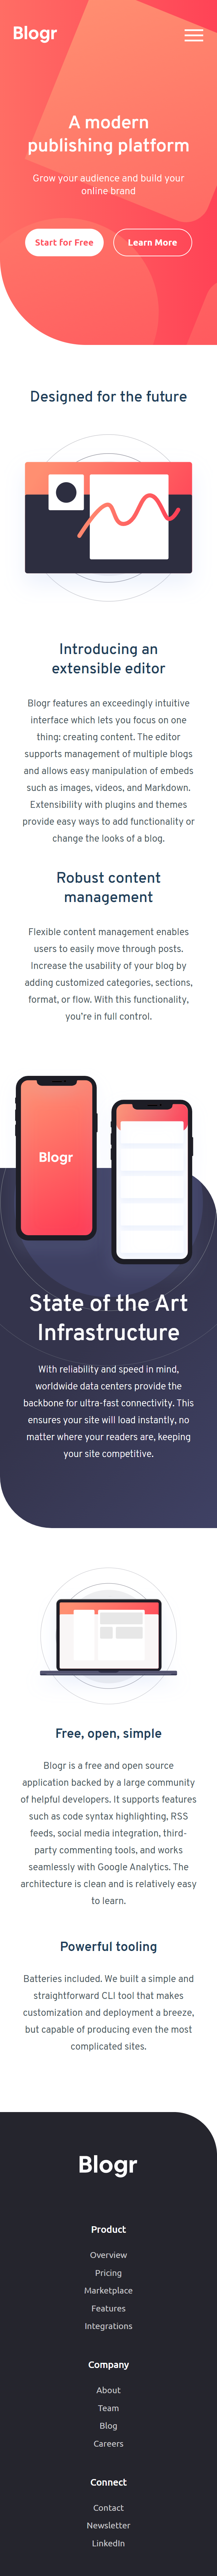 Blogr
A modern
publishing platform
Grow your audience and build your
online brand
Start for Free
Learn More
Designed for the future
Introducing an
extensible editor
Blogr features an exceedingly intuitive
interface which lets you focus on one
thing: creating content. The editor
supports management of multiple blogs
and allows easy manipulation of embeds
such as images, videos, and Markdown.
Extensibility with plugins and themes
provide easy ways to add functionality or
change the looks of a blog.
Robust content
management
Flexible content management enables
users to easily move through posts.
Increase the usability of your blog by
adding customized categories, sections,
format, or flow. With this functionality,
you’re in full control.
Blogr
State of the Art
Infrastructure
With reliability and speed in mind,
worldwide data centers provide the
backbone for ultra-fast connectivity. This
ensures your site will load instantly, no
matter where your readers are, keeping
your site competitive.
Free, open, simple
Blogr is a free and open source
application backed by a large community
of helpful developers. It supports features
such as code syntax highlighting, RSS
feeds, social media integration, third-
party commenting tools, and works
seamlessly with Google Analytics. The
architecture is clean and is relatively easy
to learn.
Powerful tooling
Batteries included. We built a simple and
straightforward CLI tool that makes
customization and deployment a breeze,
but capable of producing even the most
complicated sites.
Blogr
Product
Overview
Pricing
Marketplace
Features
Integrations
Company
About
Team
Blog
Careers
Connect
Contact
Newsletter
LinkedIn